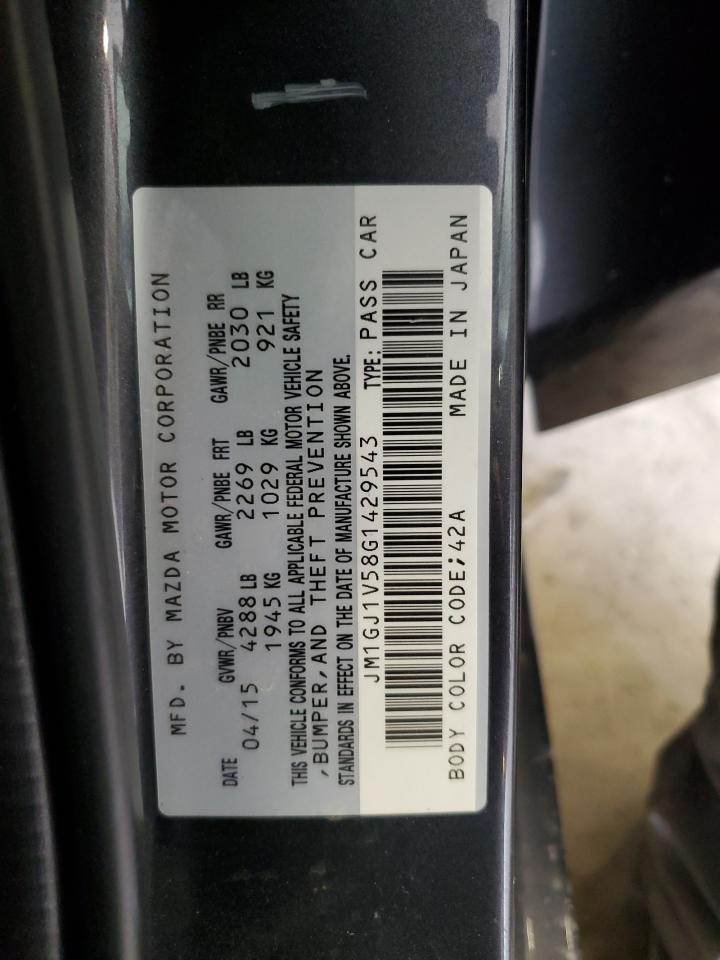 MFD. BY MAZDA MOTOR CORPORATION
DATE GVWR/PNBV GAWR/PNBE FRT GAWR/PNBE RR
04/15 4288 LB 2269 LB 2030 LB
1945 KG 1029 KG 921 KG
THIS VEHICLE CONFORMS TO ALL APPLICABLE FEDERAL MOTOR VEHICLE SAFETY
,BUMPER,AND THEFT PREVENTION
STANDARDS IN EFFECT ON THE DATE OF MANUFACTURE SHOWN ABOVE.
JM1GJ1V58G1429543 TYPE: PASS CAR
BODY COLOR CODE;42A MADE IN JAPAN